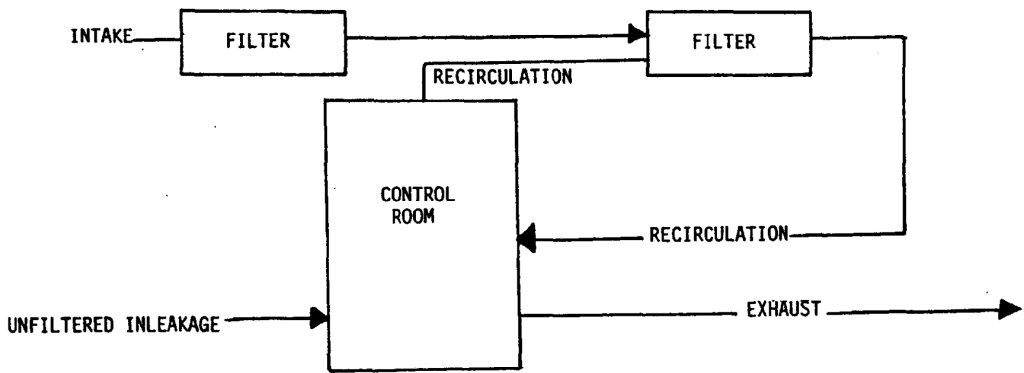 INTAKE
FILTER
FILTER
RECIRCULATION
CONTROL
ROOM
RECIRCULATION
EXHAUST
UNFILTERED INLEAKAGE